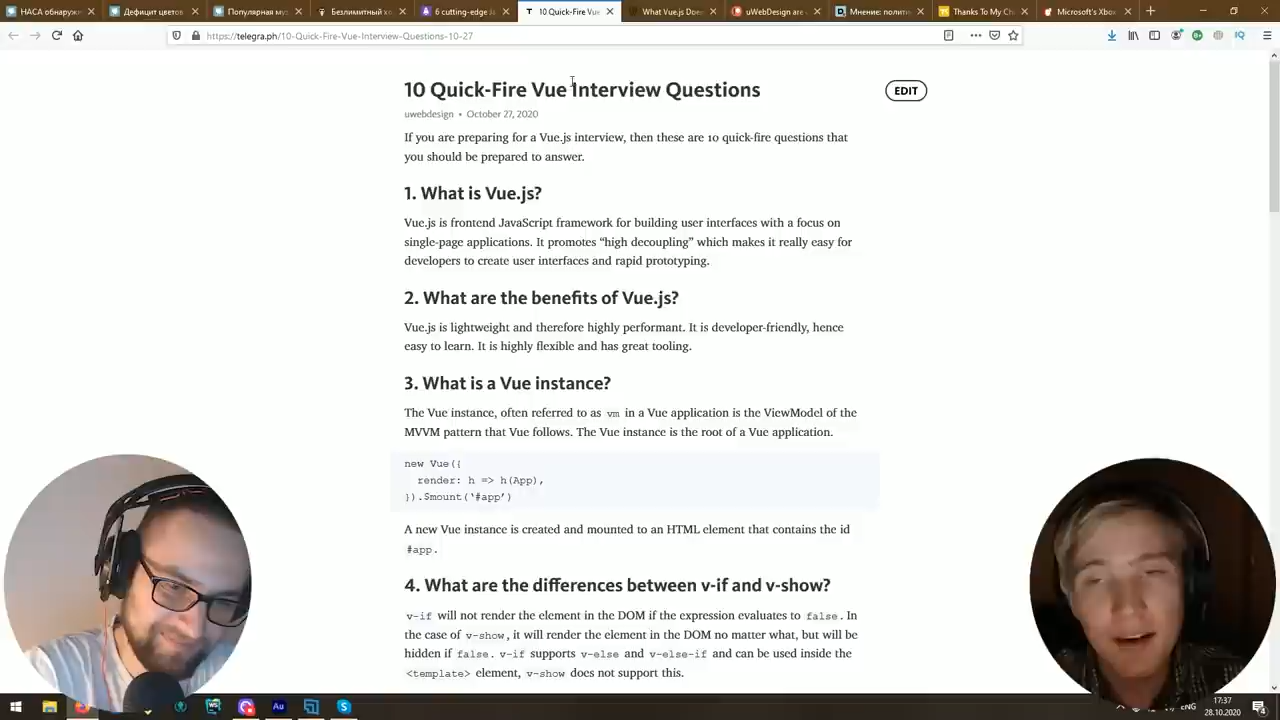 НАСА обнаружи
Дефицит цветов
Популярная му
Безлимитный к
6 cutting-edge Ja
10 Quick-Fire Vue
What Vue.js Doe
uWebDesign are
Мнение: полити
Thanks To My Ch
Microsoft's Xbo
https://telegra.ph/10-Quick-Fire-Vue-Interview-Questions-10-27
10 Quick-Fire Vue Interview Questions
EDIT
uwebdesign • October 27, 2020
If you are preparing for a Vue.js interview, then these are 10 quick-fire questions that
you should be prepared to answer.
1. What is Vue.js?
Vue.js is frontend JavaScript framework for building user interfaces with a focus on
single-page applications. It promotes “high decoupling” which makes it really easy for
developers to create user interfaces and rapid prototyping.
2. What are the benefits of Vue.js?
Vue.js is lightweight and therefore highly performant. It is developer-friendly, hence
easy to learn. It is highly flexible and has great tooling.
3. What is a Vue instance?
The Vue instance, often referred to as vm in a Vue application is the ViewModel of the
MVVM pattern that Vue follows. The Vue instance is the root of a Vue application.
new Vue({
render: h => h(App),
}).$mount(‘#app’)
A new Vue instance is created and mounted to an HTML element that contains the id
#app.
4. What are the differences between v-if and v-show?
v-if will not render the element in the DOM if the expression evaluates to false. In
the case of v-show, it will render the element in the DOM no matter what, but will be
hidden if false. v-if supports v-else and v-else-if and can be used inside the
<template> element, v-show does not support this.
Au
17:37
28.10.2020